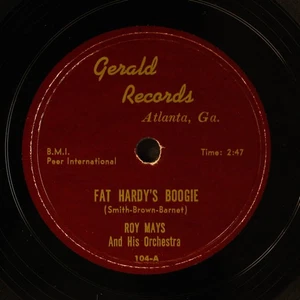 Gerald
Records
Atlanta, Ga.
B.M.I.
Peer International
Time: 2:47
FAT HARDY'S BOOGIE
(Smith-Brown-Bernet)
ROY MAYS
And His Orchestra
104-A